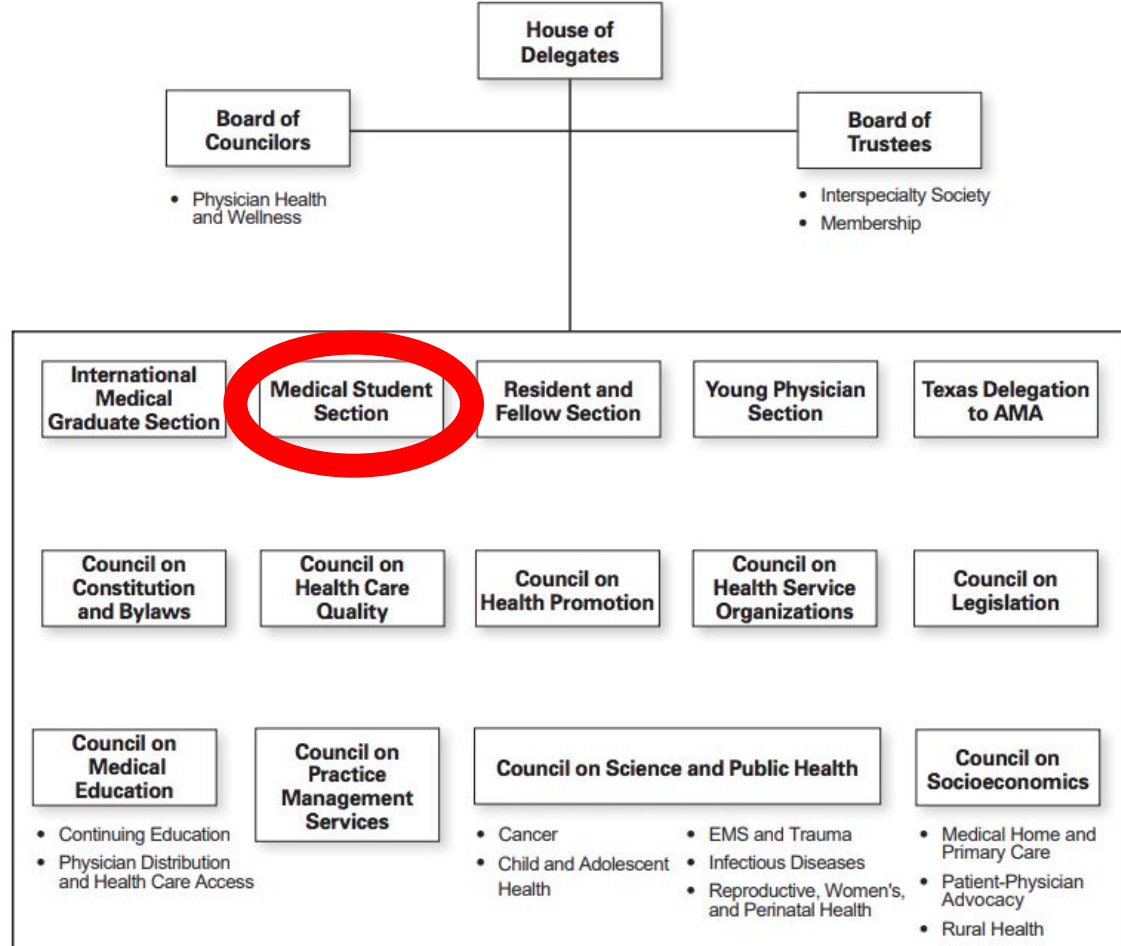 House of
Delegates
Board of
Councilors
Board of
Trustees
• Physician Health
and Wellness
• Interspecialty Society
• Membership
International
Medical
Graduate Section
Medical Student
Section
Resident and
Fellow Section
Young Physician
Section
Texas Delegation
to AMA
Council on
Constitution
and Bylaws
Council on
Health Care
Quality
Council on
Health Promotion
Council on
Health Service
Organizations
Council on
Legislation
Council on
Medical
Education
• Continuing Education
• Physician Distribution
and Health Care Access
Council on
Practice
Management
Services
Council on Science and Public Health
• Cancer
• Child and Adolescent
Health
• EMS and Trauma
• Infectious Diseases
• Reproductive, Women's,
and Perinatal Health
Council on
Socioeconomics
• Medical Home and
Primary Care
• Patient-Physician
Advocacy
• Rural Health